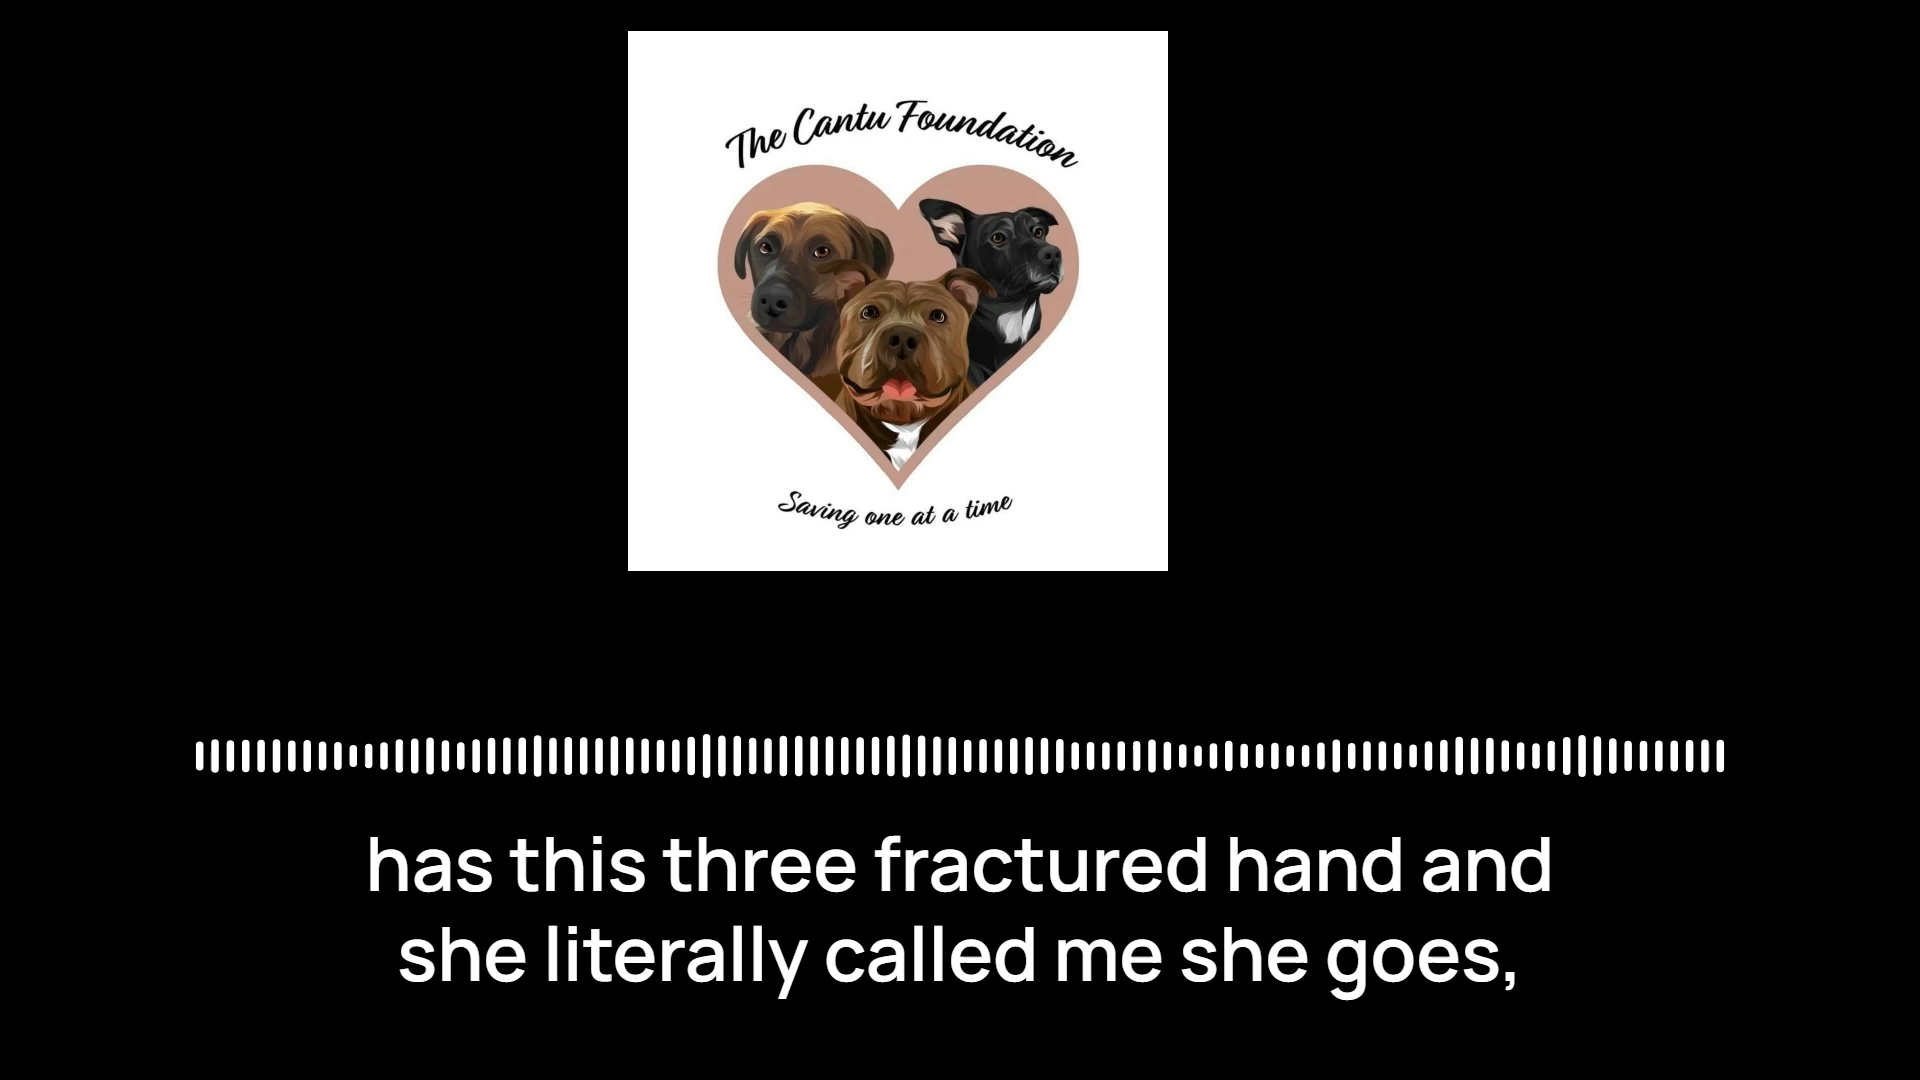 The Cantu Foundation
Saving one at a time
has this three fractured hand and
she literally called me she goes,